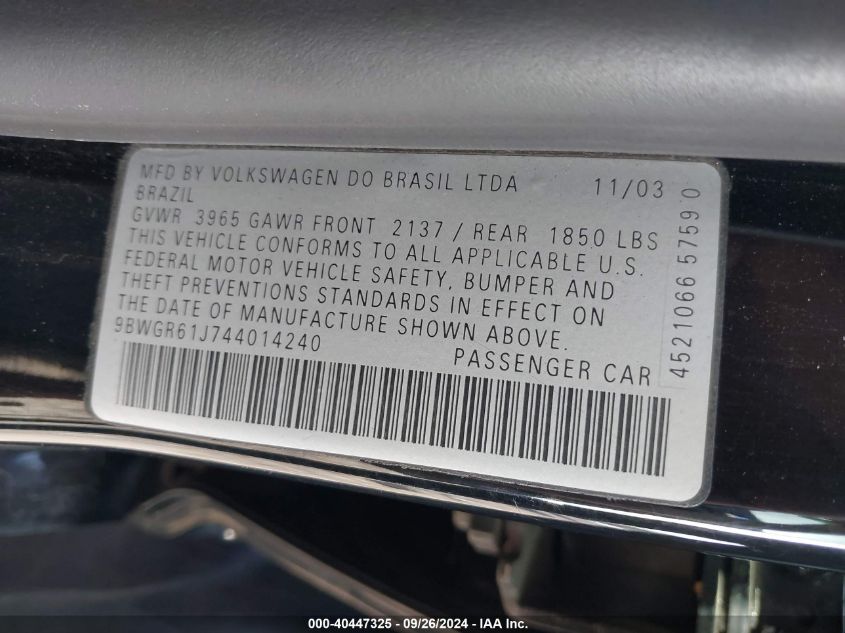 MFD BY VOLKSWAGEN DO BRASIL LTDA 11/03
BRAZIL
GVWR 3965 GAWR FRONT 2137 / REAR 1850 LBS
THIS VEHICLE CONFORMS TO ALL APPLICABLE U.S.
FEDERAL MOTOR VEHICLE SAFETY, BUMPER AND
THEFT PREVENTIONS STANDARDS IN EFFECT ON
THE DATE OF MANUFACTURE SHOWN ABOVE.
9BWGR61J744014240 PASSENGER CAR
4521066 5759 0
000-40447325 - 09/26/2024 - IAA Inc.